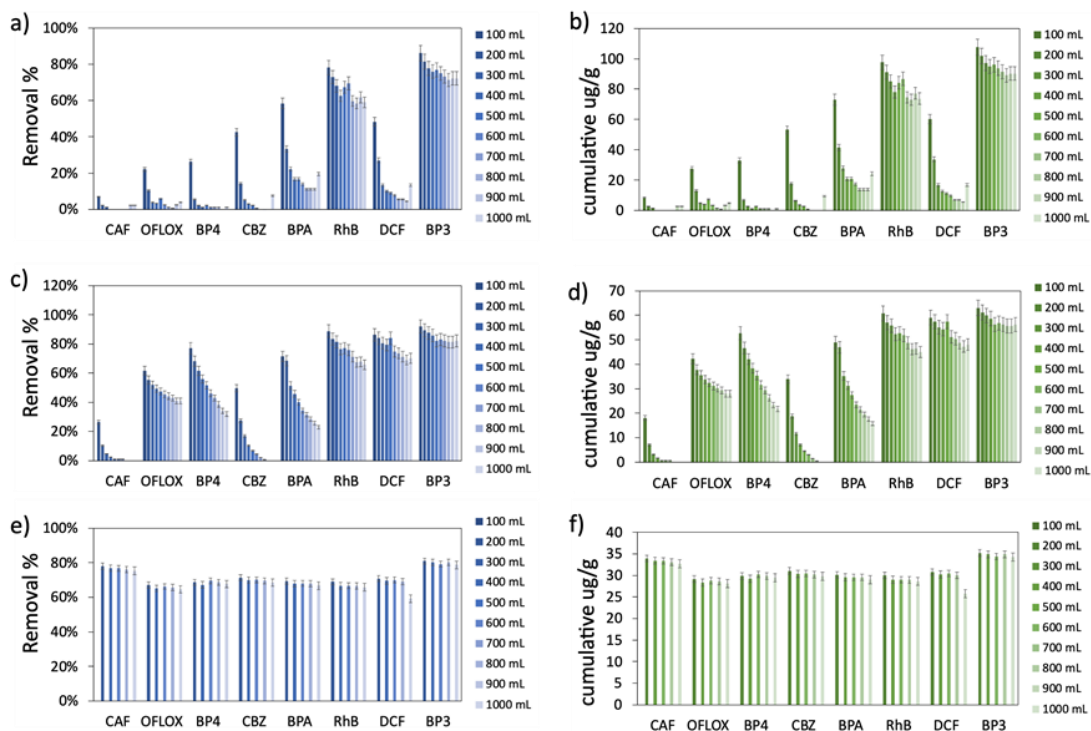 a)
Removal %
100%
80%
60%
40%
20%
0%
CAF OFLOX BP4 CBZ BPA RhB DCF BP3
100 mL
200 mL
300 mL
400 mL
500 mL
600 mL
700 mL
800 mL
900 mL
1000 mL
b)
cumulative ug/g
120
100
80
60
40
20
0
CAF OFLOX BP4 CBZ BPA RhB DCF BP3
100 mL
200 mL
300 mL
400 mL
500 mL
600 mL
700 mL
800 mL
900 mL
1000 mL
c)
Removal %
120%
100%
80%
60%
40%
20%
0%
CAF OFLOX BP4 CBZ BPA RhB DCF BP3
100 mL
200 mL
300 mL
400 mL
500 mL
600 mL
700 mL
800 mL
900 mL
1000 mL
d)
cumulative ug/g
70
60
50
40
30
20
10
0
CAF OFLOX BP4 CBZ BPA RhB DCF BP3
100 mL
200 mL
300 mL
400 mL
500 mL
600 mL
700 mL
800 mL
900 mL
1000 mL
e)
Removal %
100%
80%
60%
40%
20%
0%
CAF OFLOX BP4 CBZ BPA RhB DCF BP3
100 mL
200 mL
300 mL
400 mL
500 mL
600 mL
700 mL
800 mL
900 mL
1000 mL
f)
cumulative ug/g
40
35
30
25
20
15
10
5
0
CAF OFLOX BP4 CBZ BPA RhB DCF BP3
100 mL
200 mL
300 mL
400 mL
500 mL
600 mL
700 mL
800 mL
900 mL
1000 mL